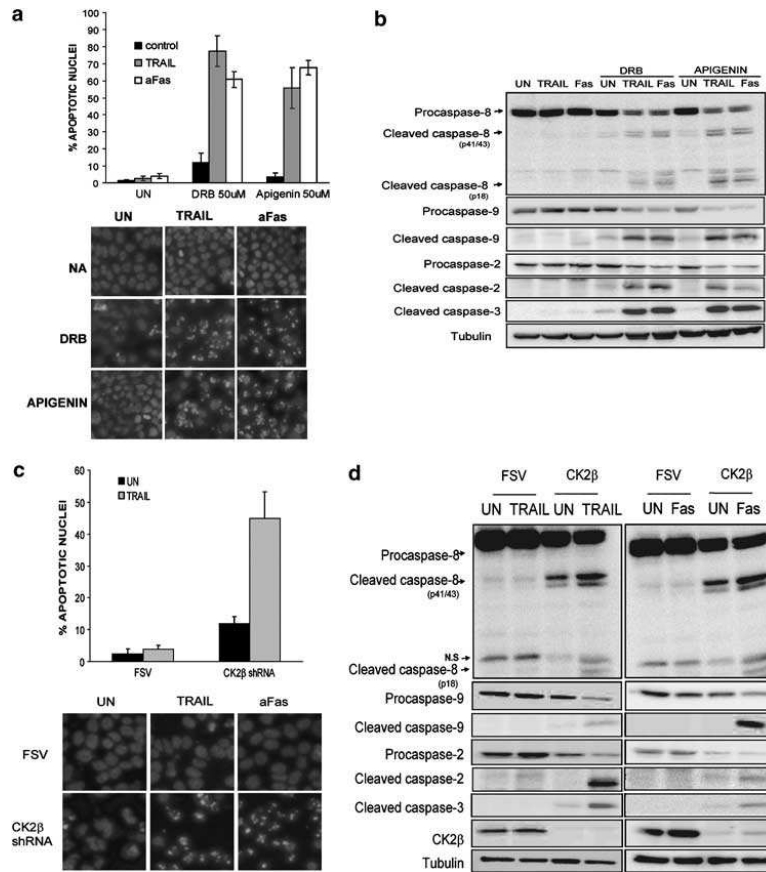 a
% APOPTOTIC NUCLEI
90
80
70
60
50
40
30
20
10
0
control
TRAIL
aFas
UN DRB 50uM Apigenin 50uM
UN TRAIL aFas
NA
DRB
APIGENIN
b
DRB APIGENIN
UN TRAIL Fas UN TRAIL Fas UN TRAIL Fas
Procaspase-8
Cleaved caspase-8
(p41/43)
Cleaved caspase-8
(p18)
Procaspase-9
Cleaved caspase-9
Procaspase-2
Cleaved caspase-2
Cleaved caspase-3
Tubulin
c
% APOPTOTIC NUCLEI
60
50
40
30
20
10
0
UN
TRAIL
FSV CK2β shRNA
UN TRAIL aFas
FSV
CK2β
shRNA
d
FSV CK2β FSV CK2β
UN TRAIL UN TRAIL UN Fas UN Fas
Procaspase-8
Cleaved caspase-8
(p41/43)
N.S
Cleaved caspase-8
(p18)
Procaspase-9
Cleaved caspase-9
Procaspase-2
Cleaved caspase-2
Cleaved caspase-3
CK2β
Tubulin